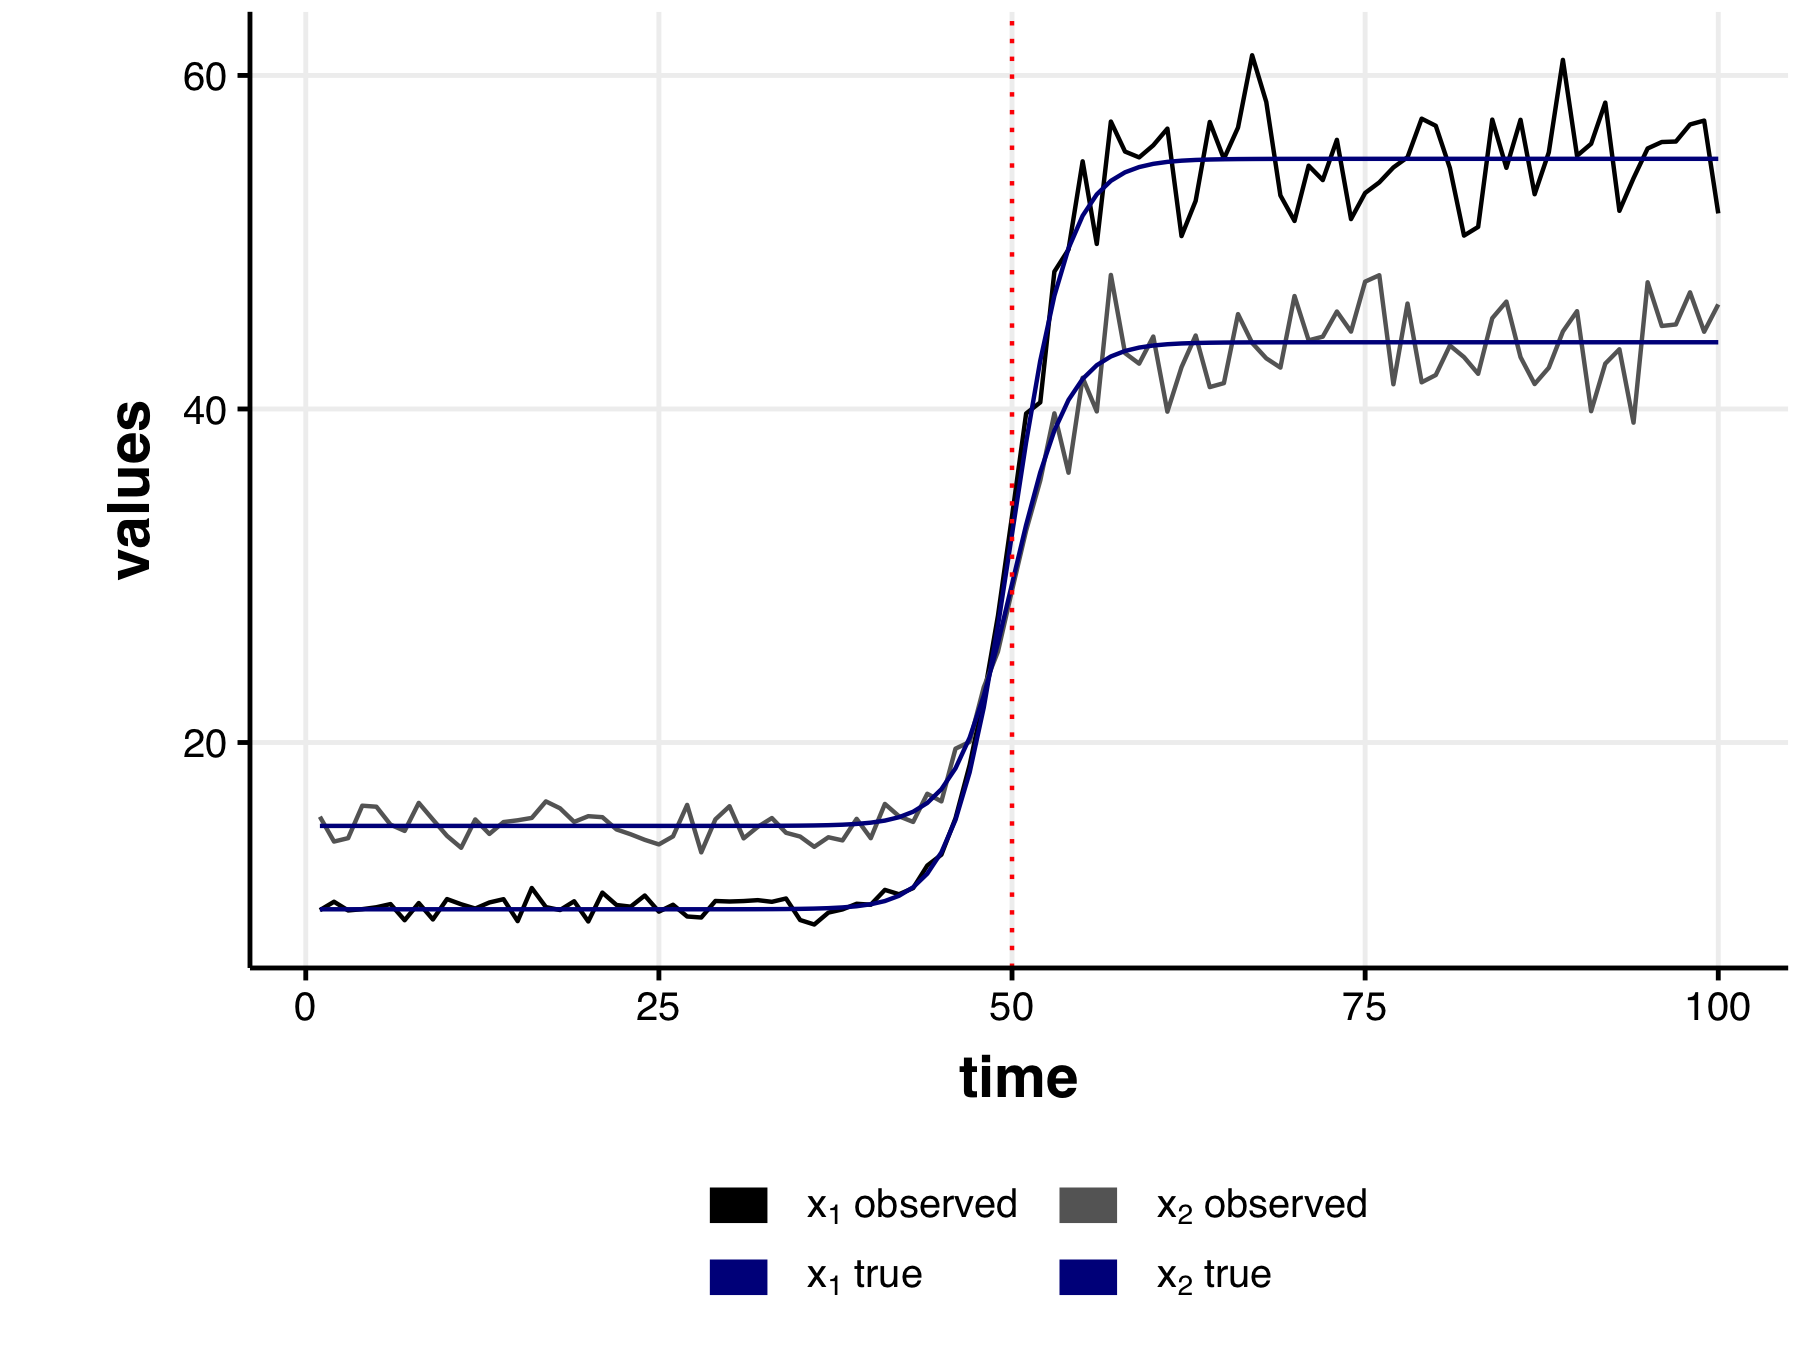 60
40
20
values
0 25 50 75 100
time
x₁ observed x₂ observed
x₁ true x₂ true